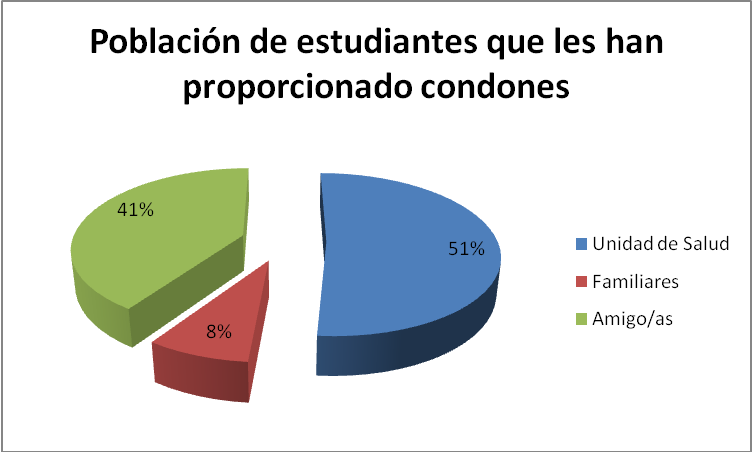 Población de estudiantes que les han
proporcionado condones
41%
51%
8%
Unidad de Salud
Familiares
Amigo/as